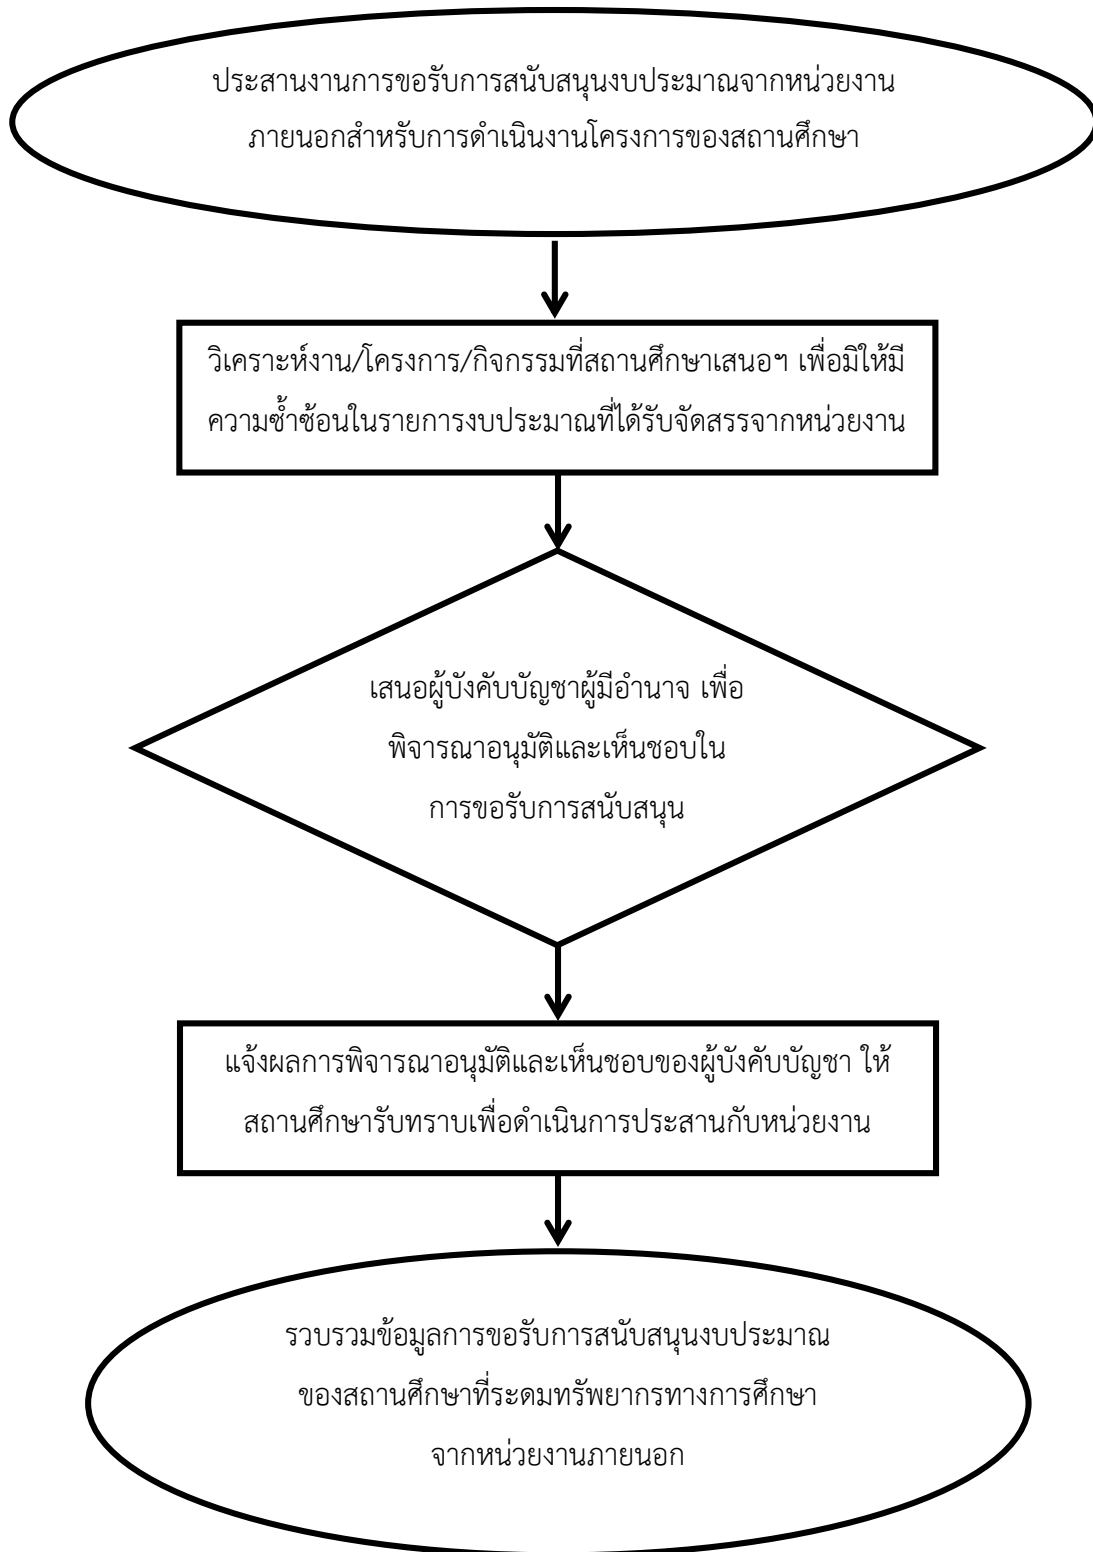 ประสานงานการขอรับการสนับสนุนงบประมาณจากหน่วยงาน
ภายนอกสำหรับการดำเนินงานโครงการของสถานศึกษา
วิเคราะห์งาน/โครงการ/กิจกรรมที่สถานศึกษาเสนอฯ เพื่อมิให้มี
ความซ้ำซ้อนในรายการงบประมาณที่ได้รับจัดสรรจากหน่วยงาน
เสนอผู้บังคับบัญชาผู้มีอำนาจ เพื่อ
พิจารณาอนุมัติและเห็นชอบใน
การขอรับการสนับสนุน
แจ้งผลการพิจารณาอนุมัติและเห็นชอบของผู้บังคับบัญชา ให้
สถานศึกษารับทราบเพื่อดำเนินการประสานกับหน่วยงาน
รวบรวมข้อมูลการขอรับการสนับสนุนงบประมาณ
ของสถานศึกษาที่ระดมทรัพยากรทางการศึกษา
จากหน่วยงานภายนอก